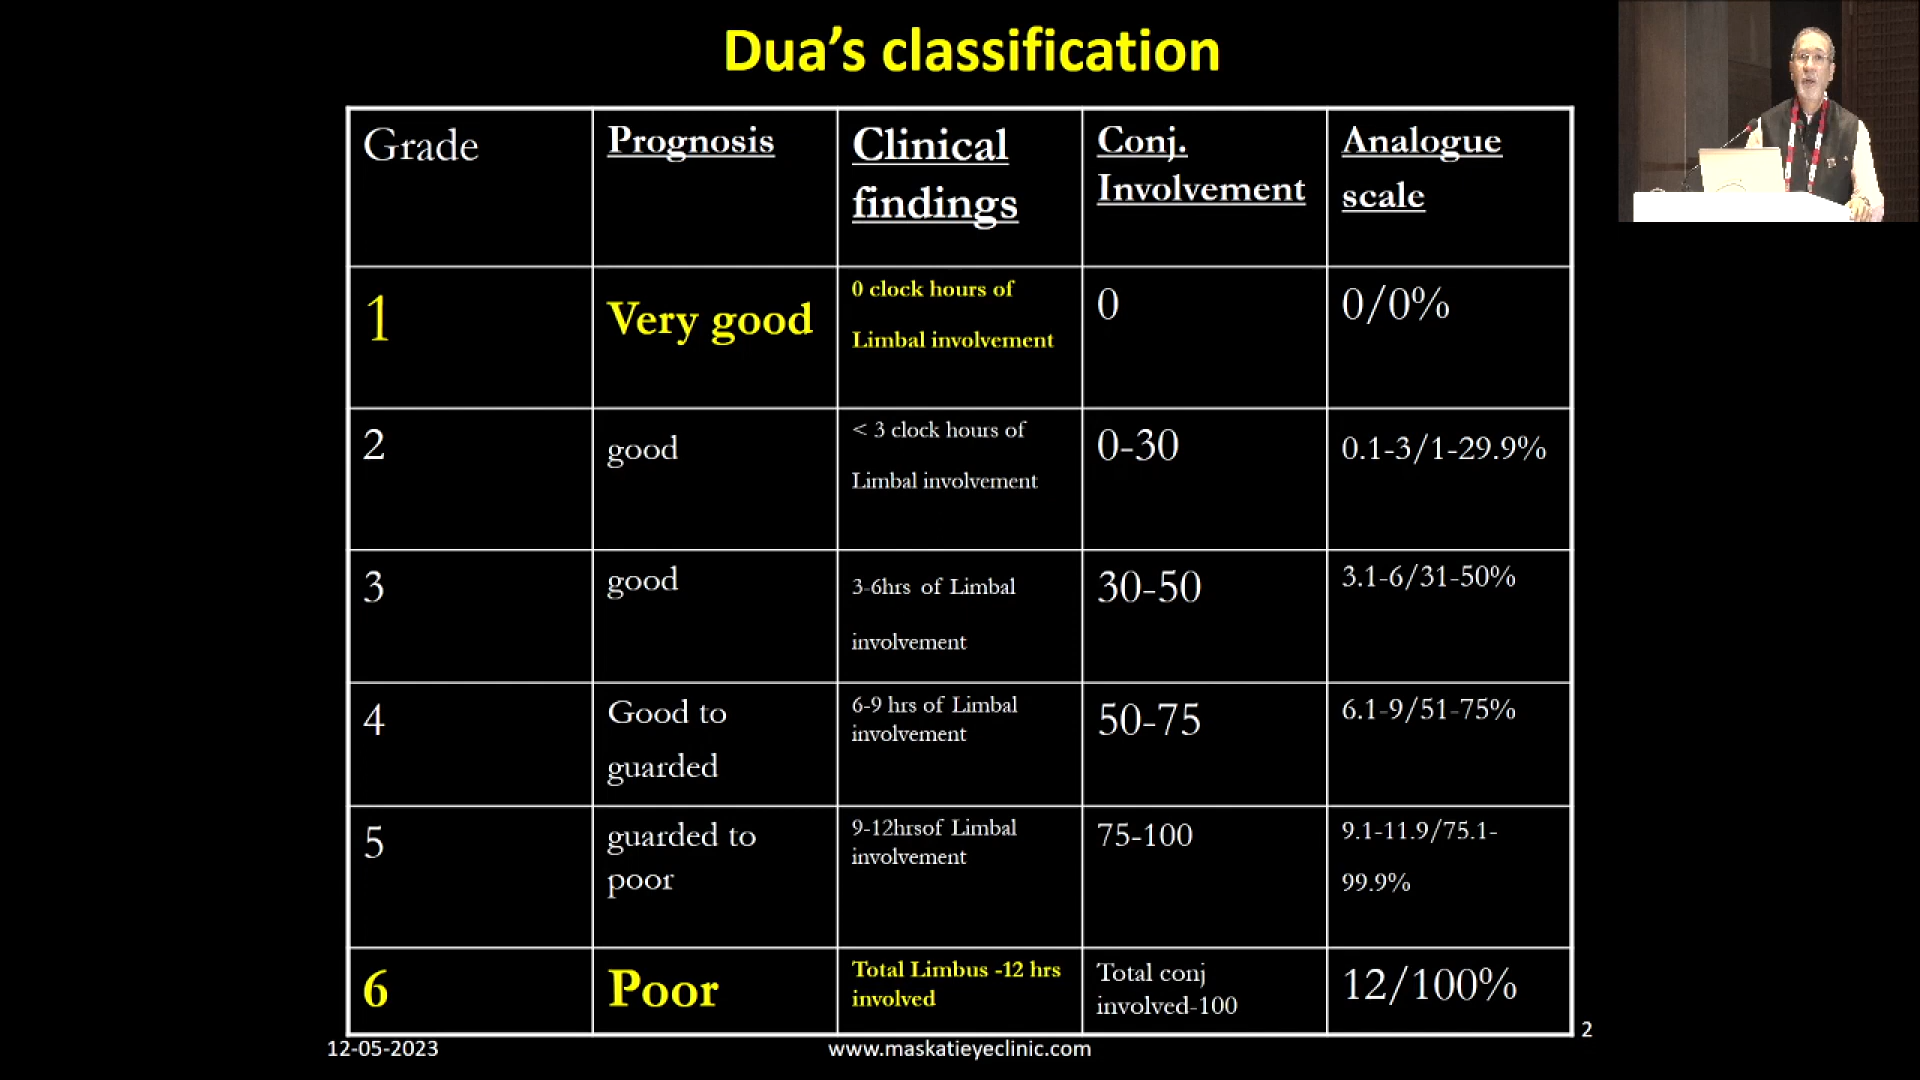 Dua's classification
Grade
Prognosis
Clinical
findings
Conj.
Involvement
Analogue
scale
1
Very good
0 clock hours of
Limbal involvement
0
0/0%
2
good
< 3 clock hours of
Limbal involvement
0-30
0.1-3/1-29.9%
3
good
3-6hrs of Limbal
involvement
30-50
3.1-6/31-50%
4
Good to
guarded
6-9 hrs of Limbal
involvement
50-75
6.1-9/51-75%
5
guarded to
poor
9-12hrsof Limbal
involvement
75-100
9.1-11.9/75.1-
99.9%
6
Poor
Total Limbus -12 hrs
involved
Total conj
involved-100
12/100%
12-05-2023
www.maskatieyeclinic.com
2